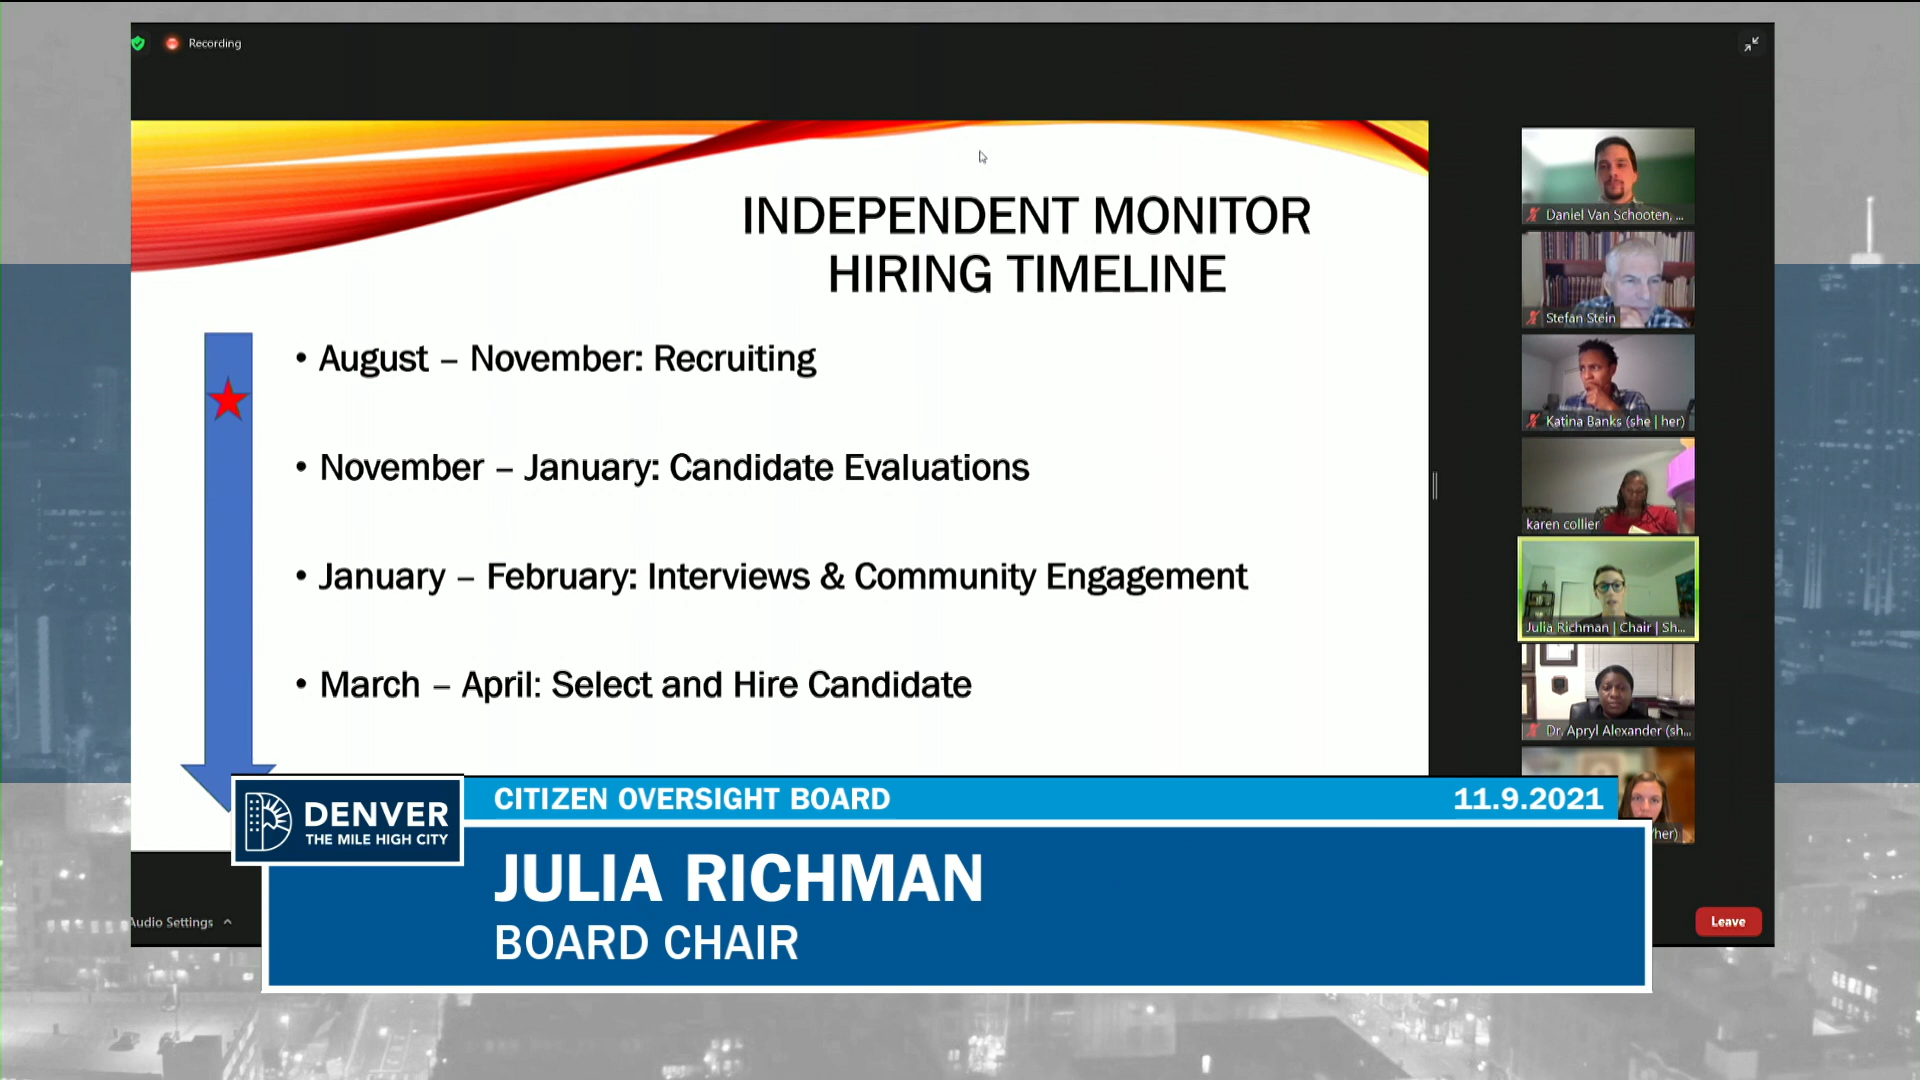 Recording
INDEPENDENT MONITOR
HIRING TIMELINE
• August – November: Recruiting
• November – January: Candidate Evaluations
• January – February: Interviews & Community Engagement
• March – April: Select and Hire Candidate
Daniel Van Schooten, ...
Stefan Stein
Katina Banks (she | her)
karen collier
Julia Richman | Chair | Sh...
Dr. Apryl Alexander (sh...
/her)
DENVER
THE MILE HIGH CITY
CITIZEN OVERSIGHT BOARD
11.9.2021
JULIA RICHMAN
BOARD CHAIR
Audio Settings
Leave